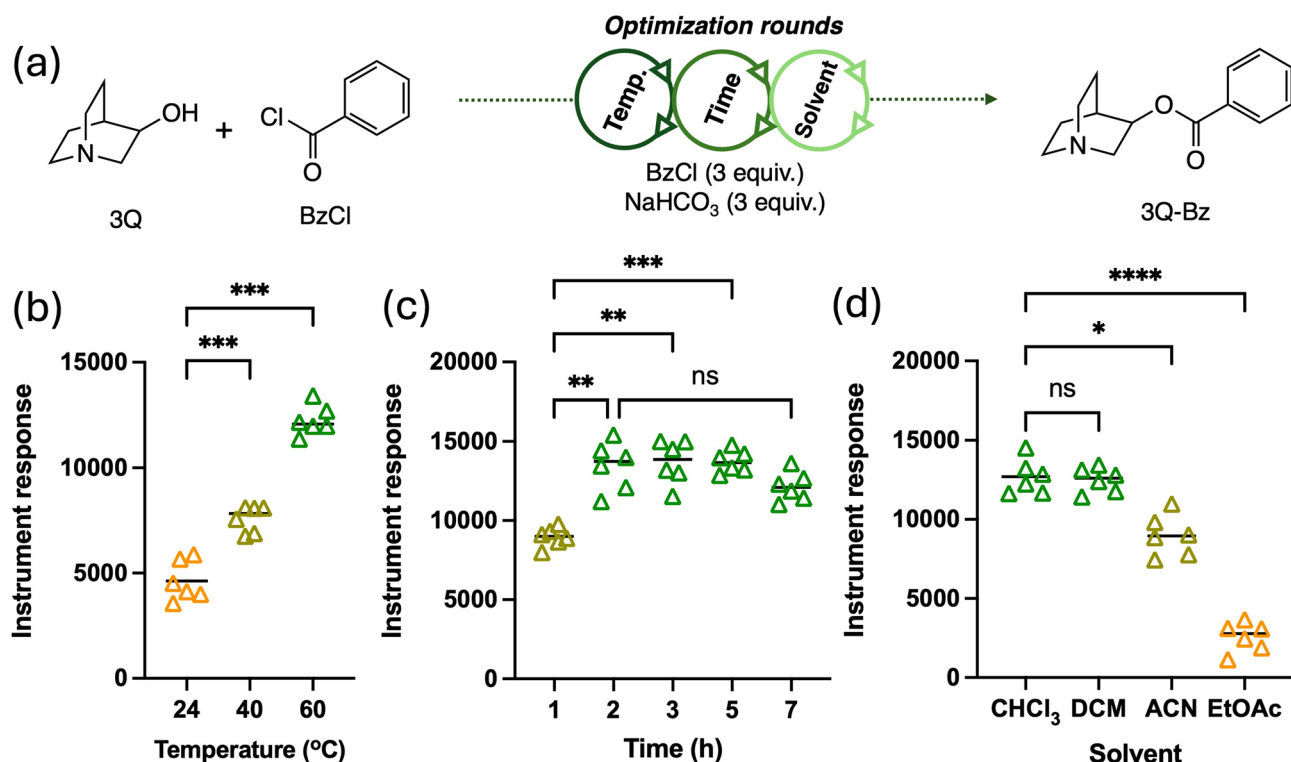 (a)
Optimization rounds
Temp.
Time
Solvent
BzCl (3 equiv.)
NaHCO₃ (3 equiv.)
N
OH
3Q
+
Cl
O
BzCl
N
O
O
3Q-Bz
(b)
***
***
Instrument response
15000
10000
5000
0
24 40 60
Temperature (ºC)
(c)
***
**
**
ns
Instrument response
20000
15000
10000
5000
0
1 2 3 5 7
Time (h)
(d)
****
*
ns
Instrument response
20000
15000
10000
5000
0
CHCl₃ DCM ACN EtOAc
Solvent